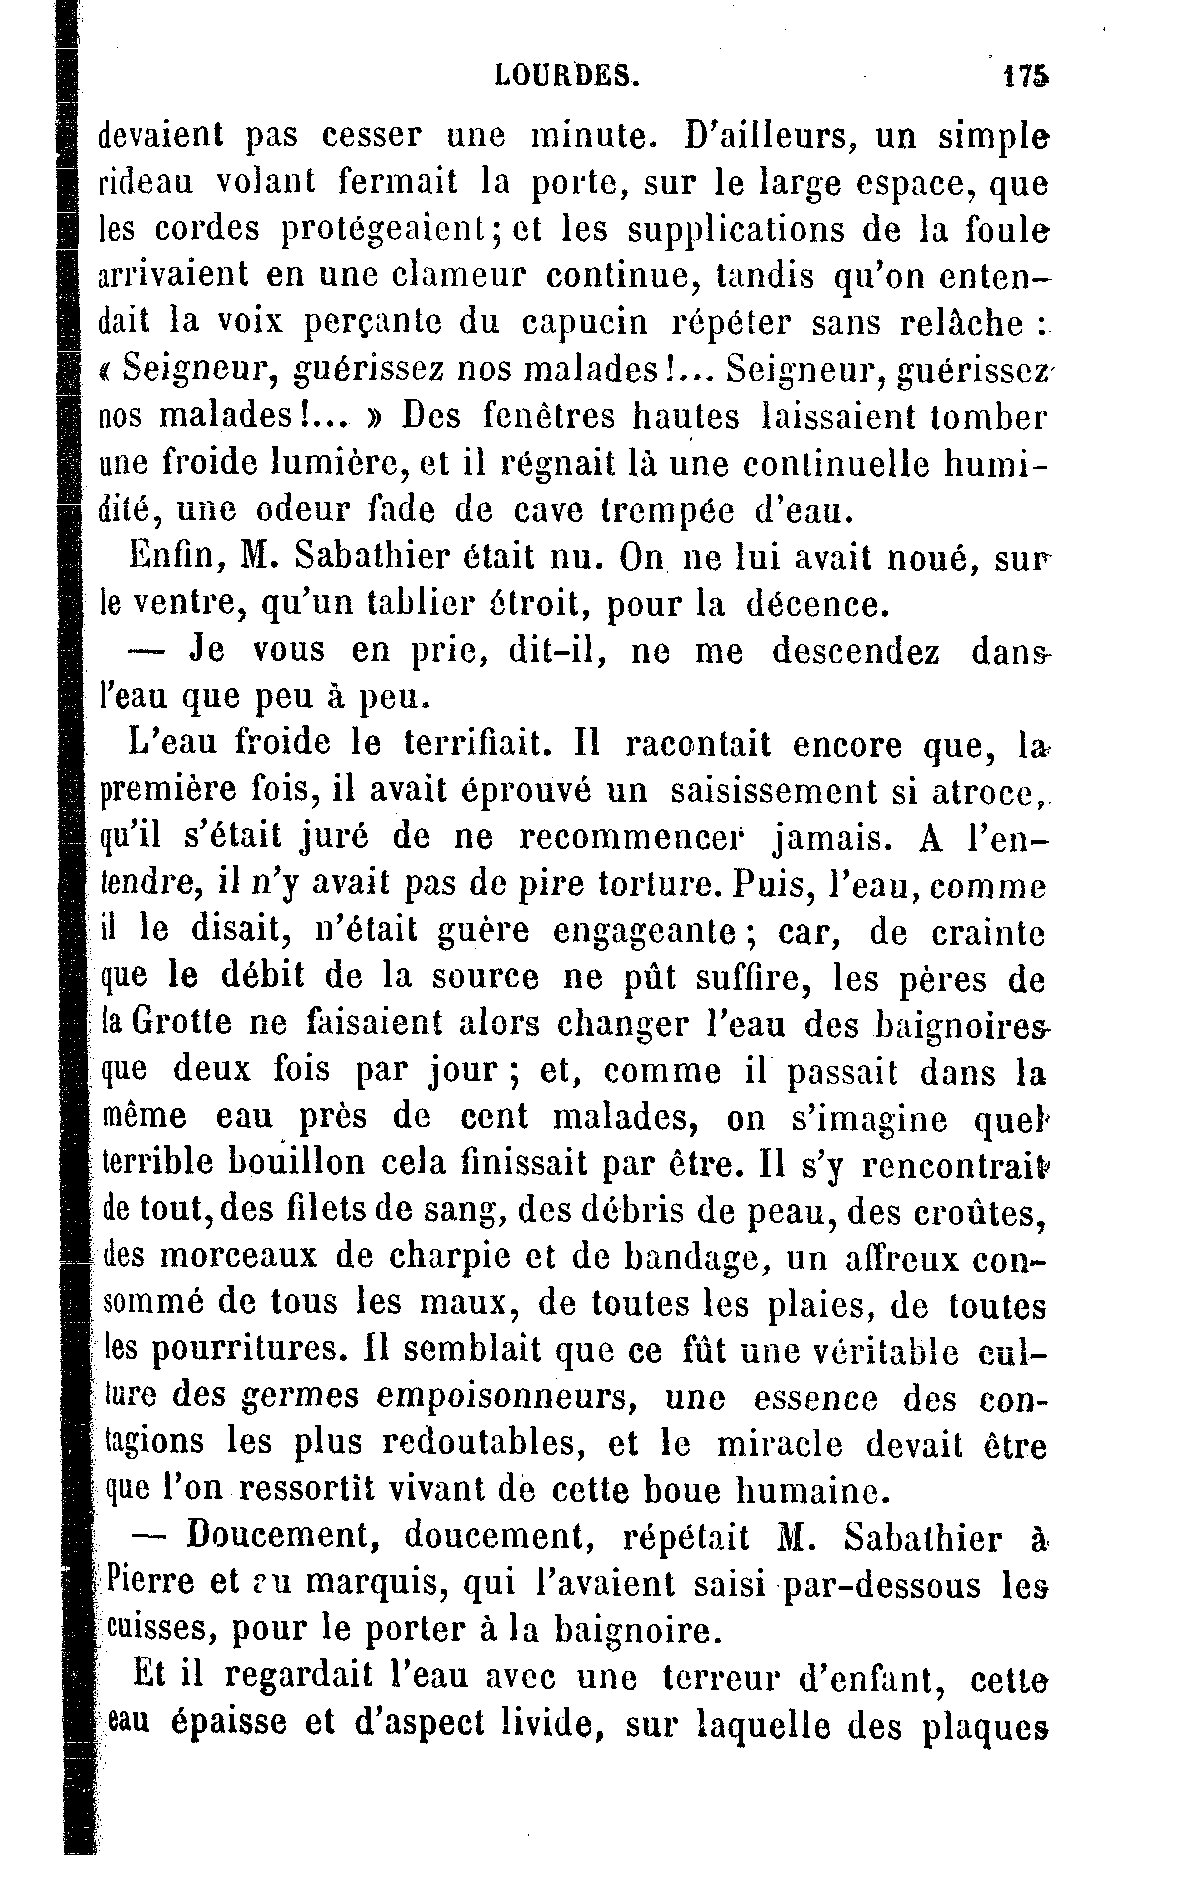 LOURDES. 175
devaient pas cesser une minute. D'ailleurs, un simple
rideau volant fermait la porte, sur le large espace, que
les cordes protégeaient; et les supplications de la foule
arrivaient en une clameur continue, tandis qu'on enten-
dait la voix perçante du capucin répéter sans relâche :
« Seigneur, guérissez nos malades!... Seigneur, guérissez
nos malades!... » Des fenêtres hautes laissaient tomber
une froide lumière, et il régnait là une continuelle humi-
dité, une odeur fade de cave trempée d'eau.
Enfin, M. Sabathier était nu. On ne lui avait noué, sur
le ventre, qu'un tablier étroit, pour la décence.
— Je vous en prie, dit-il, ne me descendez dans
l'eau que peu à peu.
L'eau froide le terrifiait. Il racontait encore que, la
première fois, il avait éprouvé un saisissement si atroce,
qu'il s'était juré de ne recommencer jamais. A l'en-
tendre, il n'y avait pas de pire torture. Puis, l'eau, comme
il le disait, n'était guère engageante ; car, de crainte
que le débit de la source ne pût suffire, les pères de
la Grotte ne faisaient alors changer l'eau des baignoires
que deux fois par jour ; et, comme il passait dans la
même eau près de cent malades, on s'imagine quel
terrible bouillon cela finissait par être. Il s'y rencontrait
de tout, des filets de sang, des débris de peau, des croûtes,
des morceaux de charpie et de bandage, un affreux con-
sommé de tous les maux, de toutes les plaies, de toutes
les pourritures. Il semblait que ce fût une véritable cul-
ture des germes empoisonneurs, une essence des con-
tagions les plus redoutables, et le miracle devait être
que l'on ressortît vivant de cette boue humaine.
— Doucement, doucement, répétait M. Sabathier à
Pierre et au marquis, qui l'avaient saisi par-dessous les
cuisses, pour le porter à la baignoire.
Et il regardait l'eau avec une terreur d'enfant, cette
eau épaisse et d'aspect livide, sur laquelle des plaques